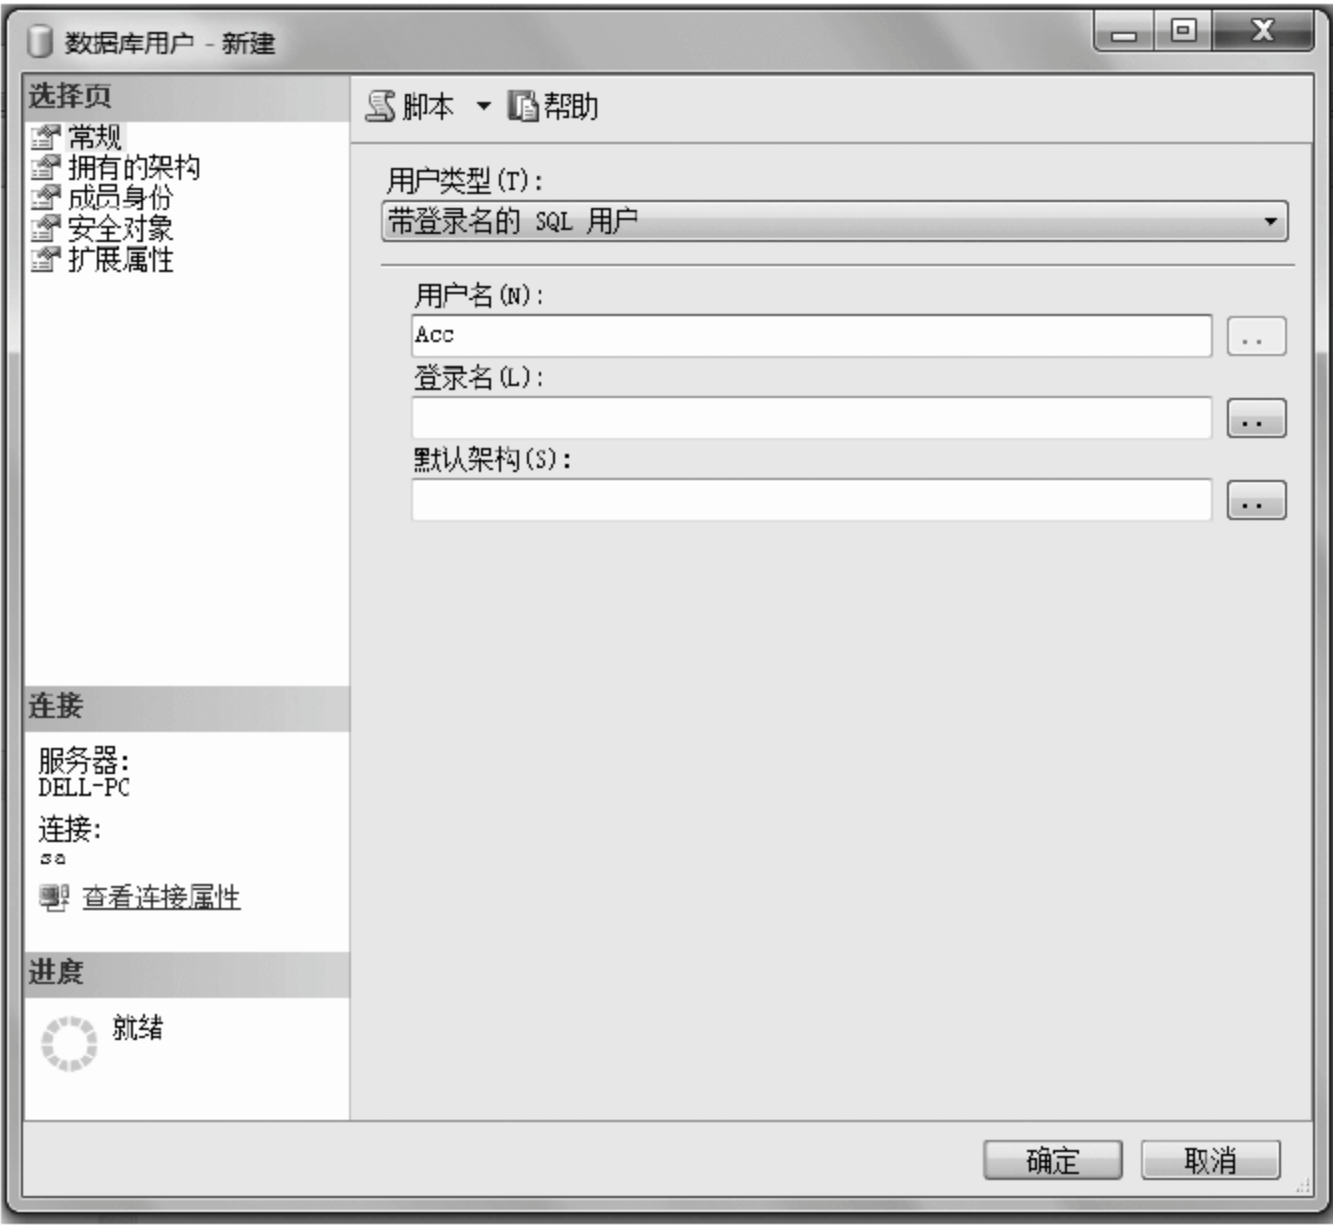 数据库用户 - 新建
选择页
常规
拥有的架构
成员身份
安全对象
扩展属性
脚本 帮助
用户类型(T):
带登录名的 SQL 用户
用户名(N):
Acc
..
登录名(L):
..
默认架构(S):
..
连接
服务器:
DELL-PC
连接:
sa
查看连接属性
进度
就绪
确定 取消